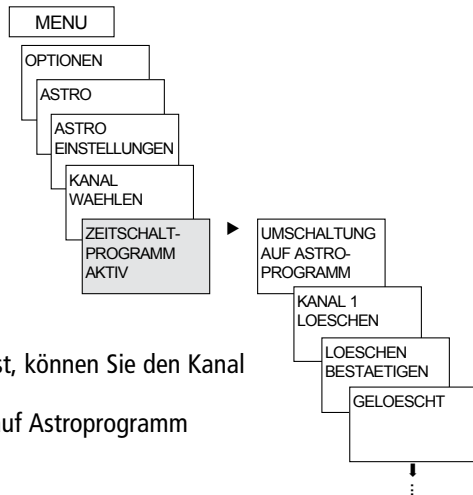 MENU
OPTIONEN
ASTRO
ASTRO
EINSTELLUNGEN
KANAL
WAEHLEN
ZEITSCHALT-
PROGRAMM
AKTIV
UMSCHALTUNG
AUF ASTRO-
PROGRAMM
KANAL 1
LOESCHEN
LOESCHEN
BESTAETIGEN
GELOESCHT
st, können Sie den Kanal
uf Astroprogramm